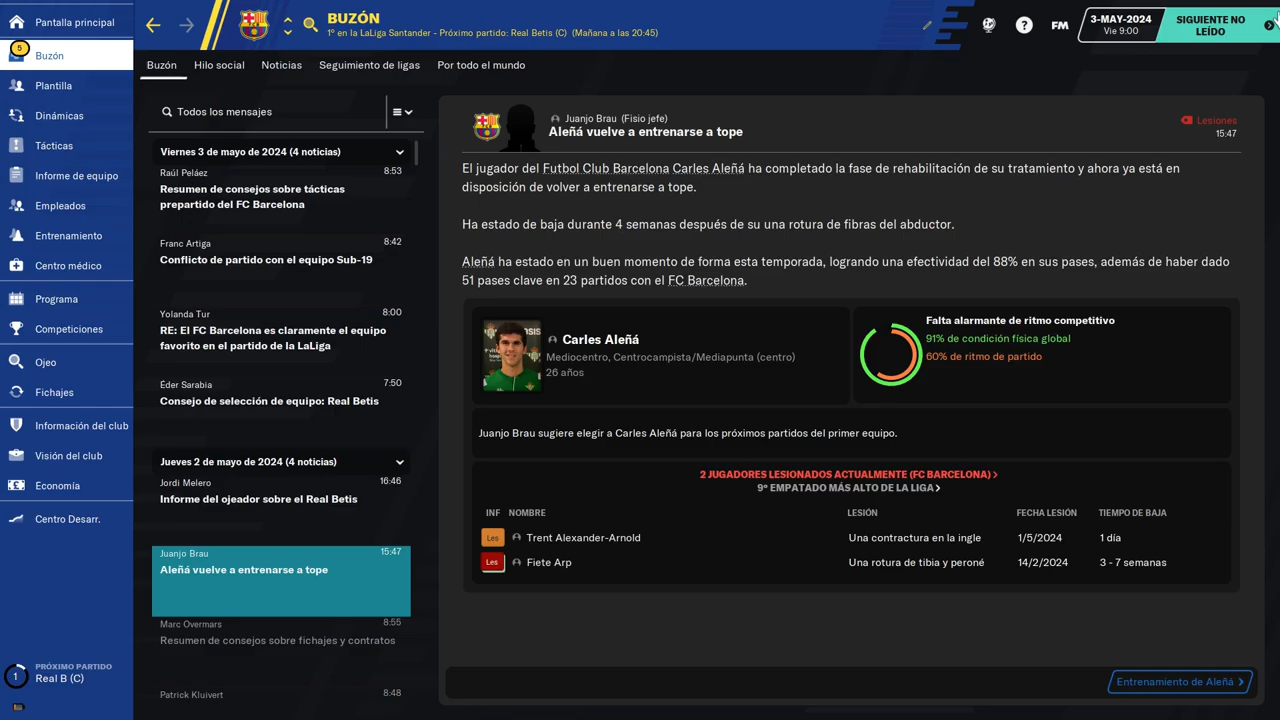 Pantalla principal
5
Buzón
Plantilla
Dinámicas
Tácticas
Informe de equipo
Empleados
Entrenamiento
Centro médico
Programa
Competiciones
Ojeo
Fichajes
Información del club
Visión del club
Economía
Centro Desarr.
1
PRÓXIMO PARTIDO
Real B (C)
BUZÓN
1º en la LaLiga Santander - Próximo partido: Real Betis (C) (Mañana a las 20:45)
?
FM
3-MAY-2024
Vie 9:00
SIGUIENTE NO LEÍDO
Buzón
Hilo social
Noticias
Seguimiento de ligas
Por todo el mundo
Todos los mensajes
Viernes 3 de mayo de 2024 (4 noticias)
Raúl Peláez 8:53
Resumen de consejos sobre tácticas
prepartido del FC Barcelona
Franc Artiga 8:42
Conflicto de partido con el equipo Sub-19
Yolanda Tur 8:00
RE: El FC Barcelona es claramente el equipo
favorito en el partido de la LaLiga
Éder Sarabia 7:50
Consejo de selección de equipo: Real Betis
Jueves 2 de mayo de 2024 (4 noticias)
Jordi Melero 16:46
Informe del ojeador sobre el Real Betis
Juanjo Brau 15:47
Aleñá vuelve a entrenarse a tope
Marc Overmars 8:55
Resumen de consejos sobre fichajes y contratos
Patrick Kluivert 8:48
Juanjo Brau (Fisio jefe)
Aleñá vuelve a entrenarse a tope
Lesiones
15:47
El jugador del Futbol Club Barcelona Carles Aleñá ha completado la fase de rehabilitación de su tratamiento y ahora ya está en
disposición de volver a entrenarse a tope.
Ha estado de baja durante 4 semanas después de su una rotura de fibras del abductor.
Aleñá ha estado en un buen momento de forma esta temporada, logrando una efectividad del 88% en sus pases, además de haber dado
51 pases clave en 23 partidos con el FC Barcelona.
Carles Aleñá
Mediocentro, Centrocampista/Mediapunta (centro)
26 años
Falta alarmante de ritmo competitivo
91% de condición física global
60% de ritmo de partido
Juanjo Brau sugiere elegir a Carles Aleñá para los próximos partidos del primer equipo.
2 JUGADORES LESIONADOS ACTUALMENTE (FC BARCELONA)
9º EMPATADO MÁS ALTO DE LA LIGA
INF NOMBRE LESIÓN FECHA LESIÓN TIEMPO DE BAJA
Les Trent Alexander-Arnold Una contractura en la ingle 1/5/2024 1 día
Les Fiete Arp Una rotura de tibia y peroné 14/2/2024 3 - 7 semanas
Entrenamiento de Aleñá